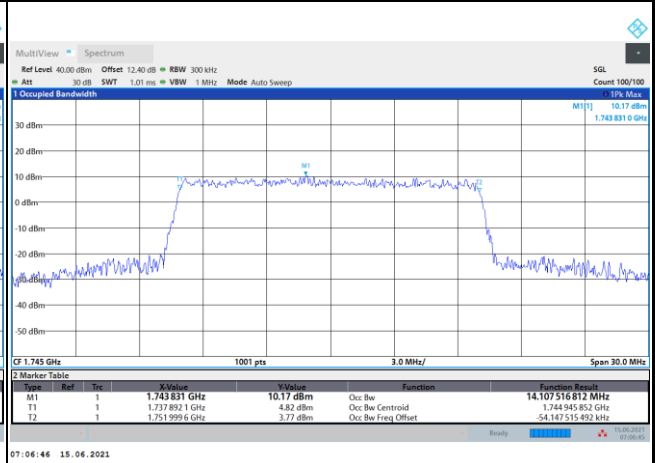 MultiView Spectrum
Ref Level 40.00 dBm Offset 12.40 dB RBW 300 kHz SGL
Att 30 dB SWT 1.01 ms VBW 1 MHz Mode Auto Sweep Count 100/100
1 Occupied Bandwidth 1Pk Max
M1[1] 10.17 dBm
1.743 831 0 GHz
30 dBm
20 dBm
M1
10 dBm
T1 T2
0 dBm
-10 dBm
-20 dBm
-30 dBm
-40 dBm
-50 dBm
CF 1.745 GHz 1001 pts 3.0 MHz/ Span 30.0 MHz
2 Marker Table
Type Ref Trc X-Value Y-Value Function Function Result
M1 1 1.743 831 GHz 10.17 dBm Occ Bw 14.107 516 812 MHz
T1 1 1.737 892 1 GHz 4.82 dBm Occ Bw Centroid 1.744 945 852 GHz
T2 1 1.751 999 6 GHz 3.77 dBm Occ Bw Freq Offset -54.147 515 492 kHz
Ready 15.06.2021
07:06:45
07:06:46 15.06.2021